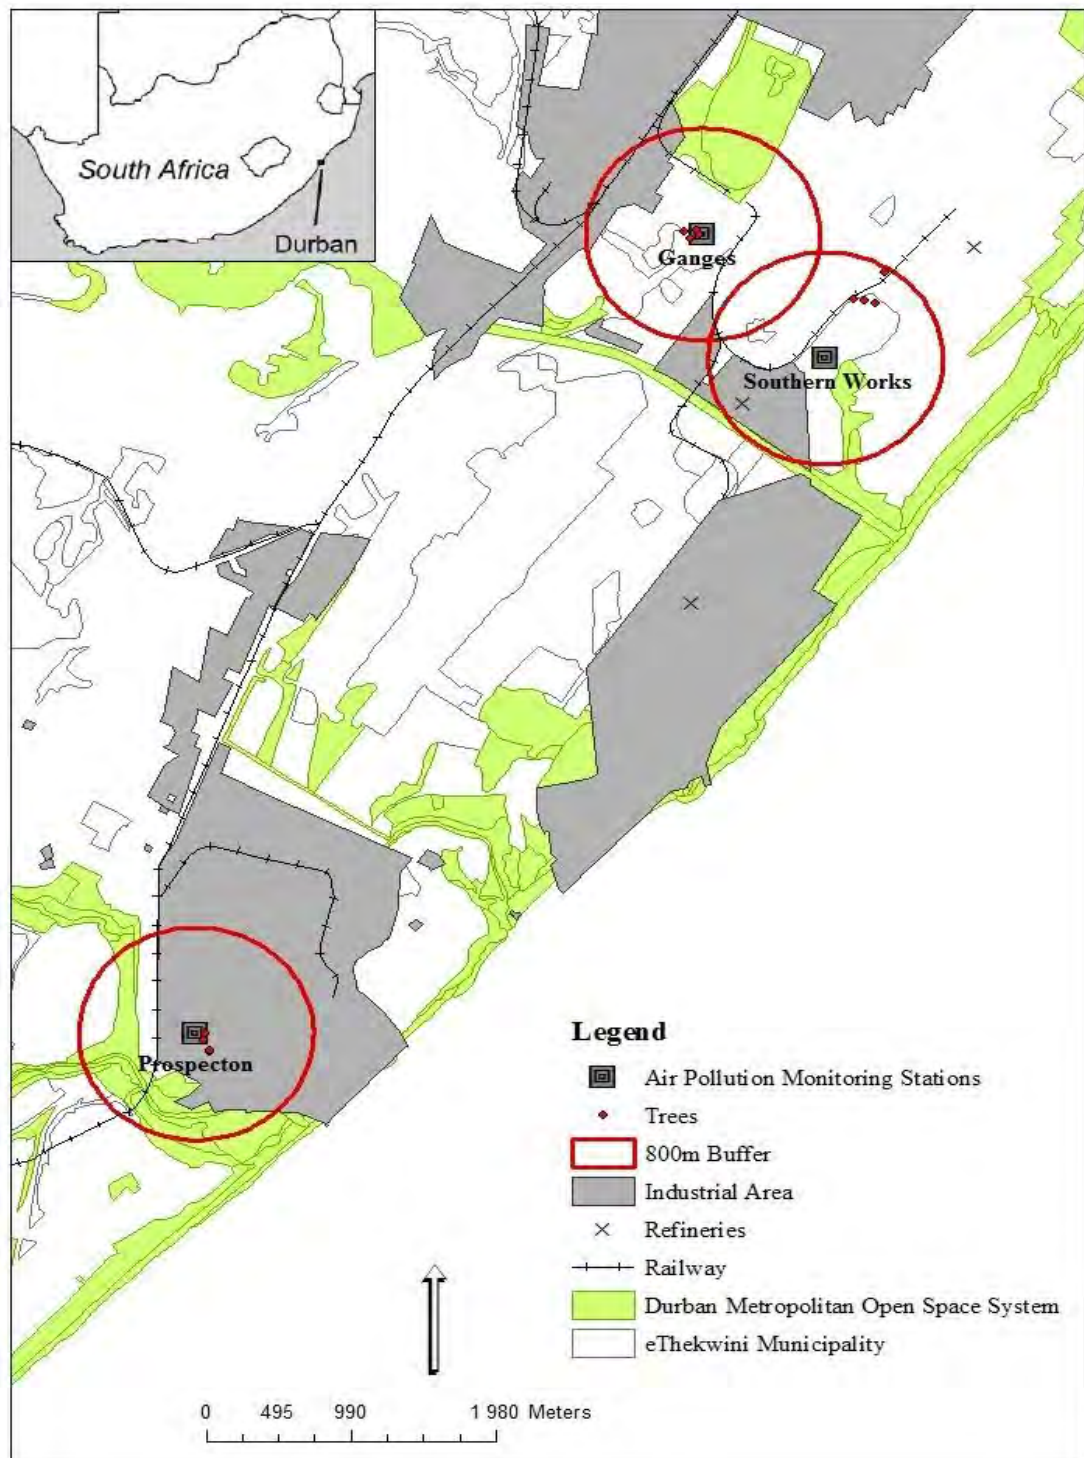 South Africa
Durban
Ganges
Southern Works
Prospecton
Legend
Air Pollution Monitoring Stations
Trees
800m Buffer
Industrial Area
Refineries
Railway
Durban Metropolitan Open Space System
eThekwini Municipality
0 495 990 1 980 Meters